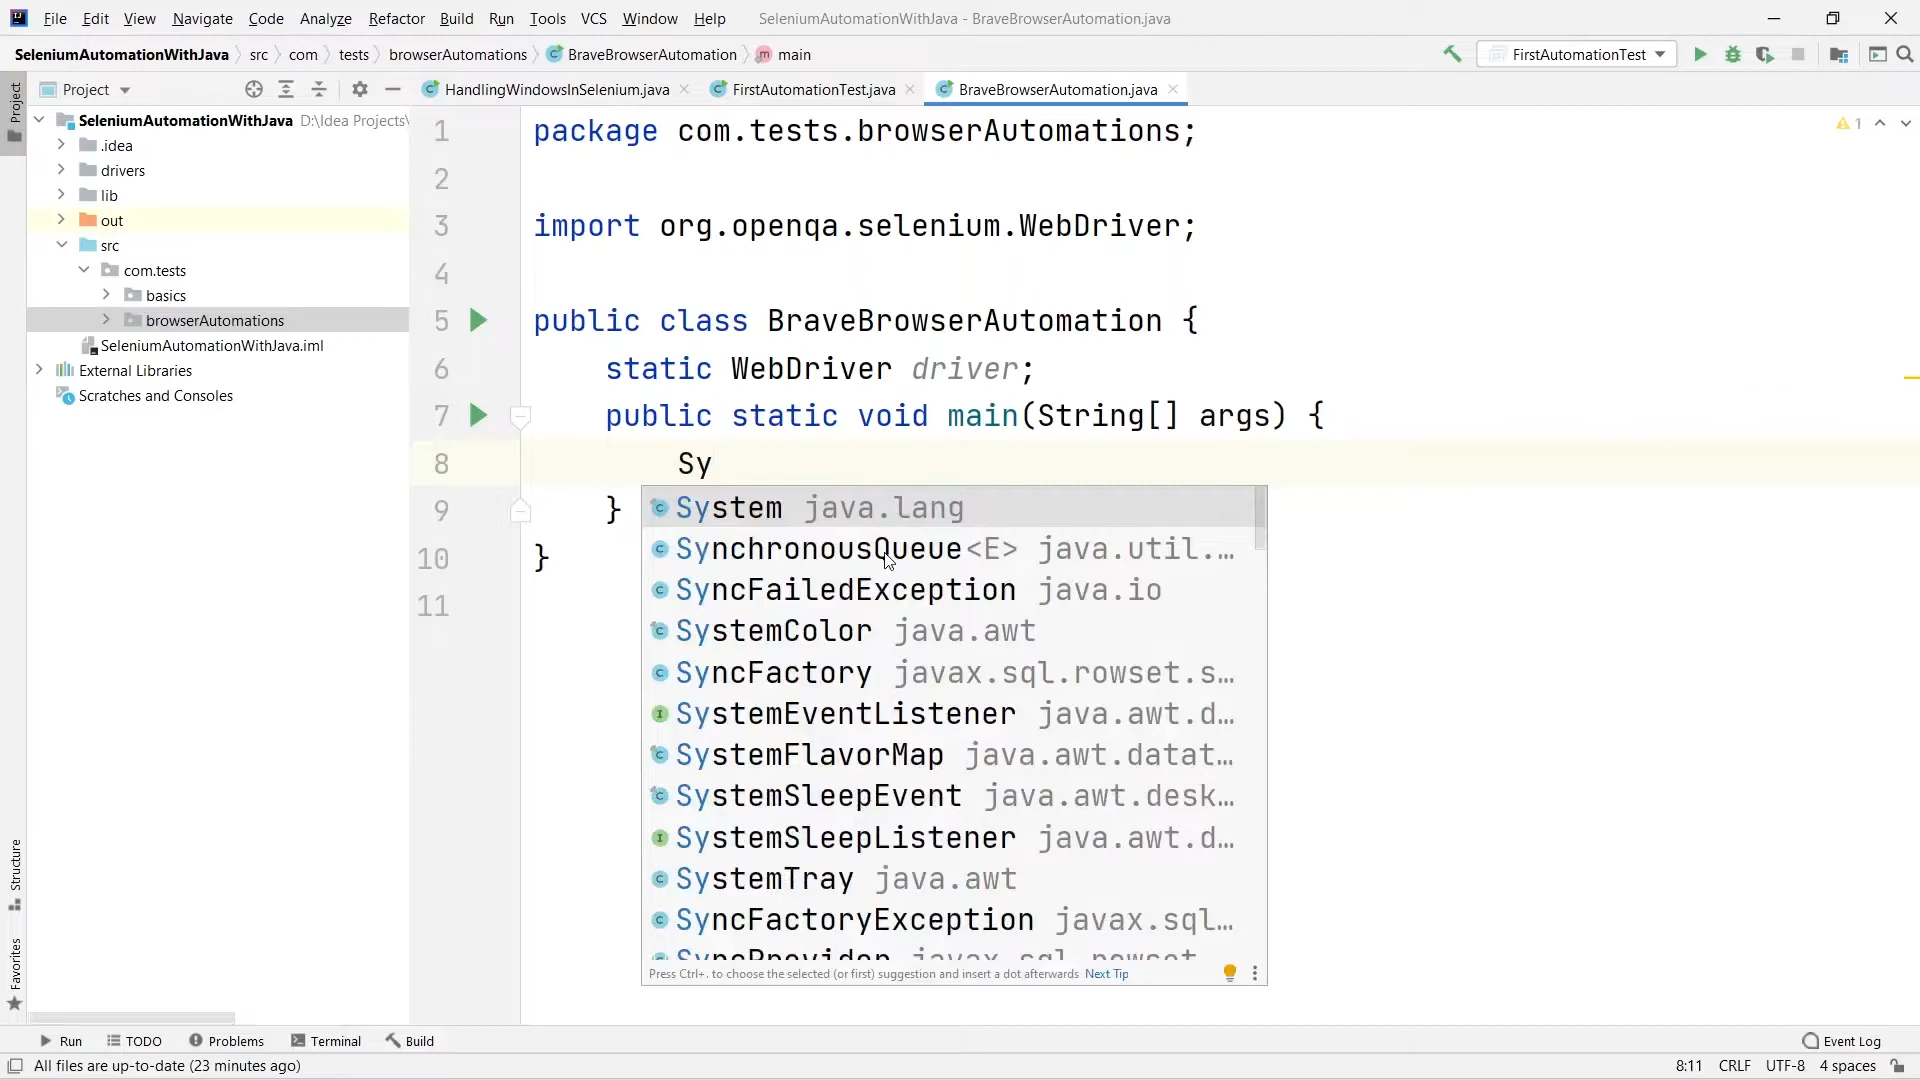 File Edit View Navigate Code Analyze Refactor Build Run Tools VCS Window Help SeleniumAutomationWithJava - BraveBrowserAutomation.java
SeleniumAutomationWithJava src com tests browserAutomations BraveBrowserAutomation main FirstAutomationTest
Project HandlingWindowsInSelenium.java FirstAutomationTest.java BraveBrowserAutomation.java
Project
SeleniumAutomationWithJava D:\Idea Projects\
.idea
drivers
lib
out
src
com.tests
basics
browserAutomations
SeleniumAutomationWithJava.iml
External Libraries
Scratches and Consoles
1 package com.tests.browserAutomations;
2
3 import org.openqa.selenium.WebDriver;
4
5 public class BraveBrowserAutomation {
6 static WebDriver driver;
7 public static void main(String[] args) {
8 Sy
9 }
10 }
11
1
System java.lang
SynchronousQueue<E> java.util.…
SyncFailedException java.io
SystemColor java.awt
SyncFactory javax.sql.rowset.s…
SystemEventListener java.awt.d…
SystemFlavorMap java.awt.datat…
SystemSleepEvent java.awt.desk…
SystemSleepListener java.awt.d…
SystemTray java.awt
SyncFactoryException javax.sql…
SyncProvider javax.sql.rowset
Press Ctrl+. to choose the selected (or first) suggestion and insert a dot afterwards Next Tip
Structure
Favorites
Run TODO Problems Terminal Build Event Log
All files are up-to-date (23 minutes ago) 8:11 CRLF UTF-8 4 spaces